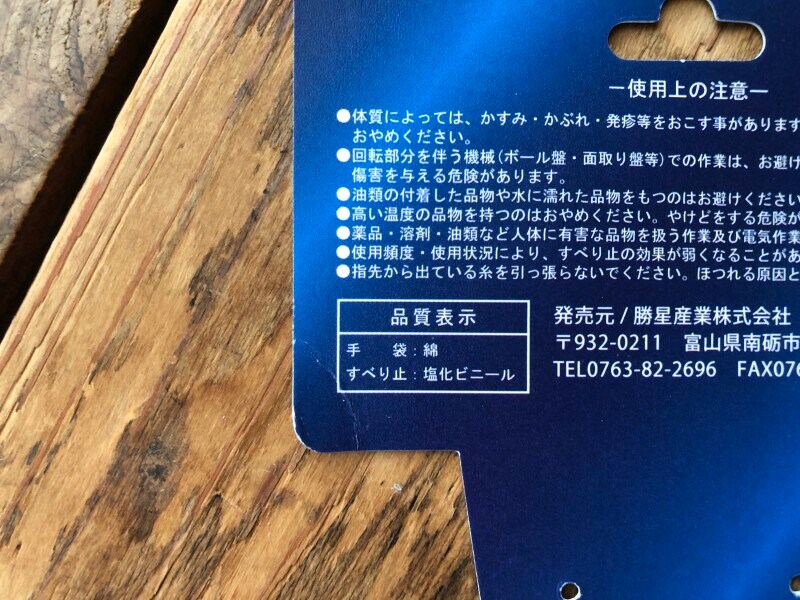 ー使用上の注意ー
●体質によっては、かすみ・かぶれ・発疹等をおこす事があります
おやめください。
●回転部分を伴う機械(ボール盤・面取り盤等)での作業は、お避け
傷害を与える危険があります。
●油類の付着した品物や水に濡れた品物をもつのはお避けください
●高い温度の品物を持つのはおやめください。やけどをする危険が
●薬品・溶剤・油類など人体に有害な品物を扱う作業及び電気作業
●使用頻度・使用状況により、すべり止の効果が弱くなることがあ
●指先から出ている糸を引っ張らないでください。ほつれる原因と
品質表示
手 袋:綿
すべり止:塩化ビニール
発売元/勝星産業株式会社
〒932-0211 富山県南砺市
TEL0763-82-2696 FAX076